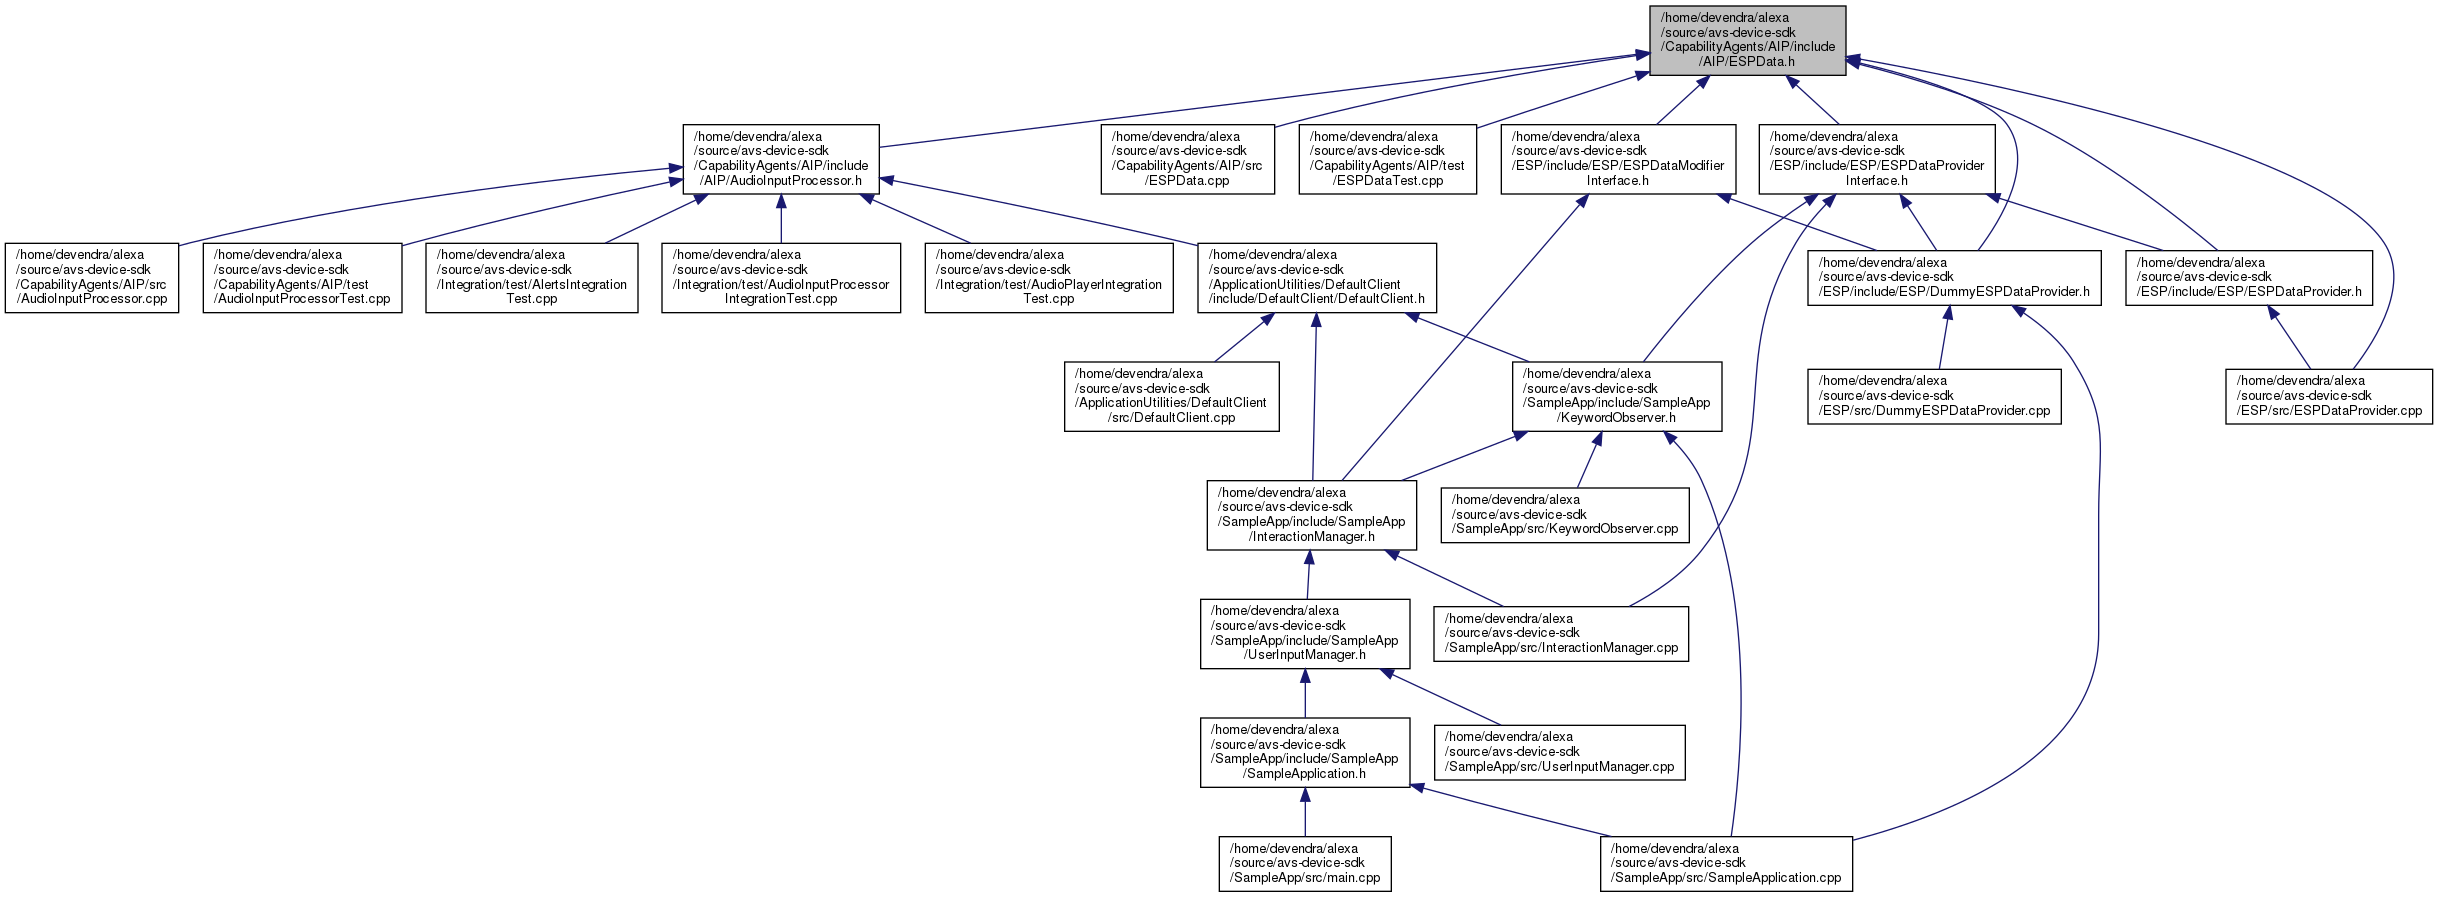 /home/devendra/alexa
/source/avs-device-sdk
/CapabilityAgents/AIP/include
/AIP/ESPData.h
/home/devendra/alexa
/source/avs-device-sdk
/CapabilityAgents/AIP/include
/AIP/AudioInputProcessor.h
/home/devendra/alexa
/source/avs-device-sdk
/CapabilityAgents/AIP/src
/ESPData.cpp
/home/devendra/alexa
/source/avs-device-sdk
/CapabilityAgents/AIP/test
/ESPDataTest.cpp
/home/devendra/alexa
/source/avs-device-sdk
/ESP/include/ESP/ESPDataModifier
Interface.h
/home/devendra/alexa
/source/avs-device-sdk
/ESP/include/ESP/ESPDataProvider
Interface.h
/home/devendra/alexa
/source/avs-device-sdk
/CapabilityAgents/AIP/src
/AudioInputProcessor.cpp
/home/devendra/alexa
/source/avs-device-sdk
/CapabilityAgents/AIP/test
/AudioInputProcessorTest.cpp
/home/devendra/alexa
/source/avs-device-sdk
/Integration/test/AlertsIntegration
Test.cpp
/home/devendra/alexa
/source/avs-device-sdk
/Integration/test/AudioInputProcessor
IntegrationTest.cpp
/home/devendra/alexa
/source/avs-device-sdk
/Integration/test/AudioPlayerIntegration
Test.cpp
/home/devendra/alexa
/source/avs-device-sdk
/ApplicationUtilities/DefaultClient
/include/DefaultClient/DefaultClient.h
/home/devendra/alexa
/source/avs-device-sdk
/ESP/include/ESP/DummyESPDataProvider.h
/home/devendra/alexa
/source/avs-device-sdk
/ESP/include/ESP/ESPDataProvider.h
/home/devendra/alexa
/source/avs-device-sdk
/ApplicationUtilities/DefaultClient
/src/DefaultClient.cpp
/home/devendra/alexa
/source/avs-device-sdk
/SampleApp/include/SampleApp
/KeywordObserver.h
/home/devendra/alexa
/source/avs-device-sdk
/ESP/src/DummyESPDataProvider.cpp
/home/devendra/alexa
/source/avs-device-sdk
/ESP/src/ESPDataProvider.cpp
/home/devendra/alexa
/source/avs-device-sdk
/SampleApp/include/SampleApp
/InteractionManager.h
/home/devendra/alexa
/source/avs-device-sdk
/SampleApp/src/KeywordObserver.cpp
/home/devendra/alexa
/source/avs-device-sdk
/SampleApp/include/SampleApp
/UserInputManager.h
/home/devendra/alexa
/source/avs-device-sdk
/SampleApp/src/InteractionManager.cpp
/home/devendra/alexa
/source/avs-device-sdk
/SampleApp/include/SampleApp
/SampleApplication.h
/home/devendra/alexa
/source/avs-device-sdk
/SampleApp/src/UserInputManager.cpp
/home/devendra/alexa
/source/avs-device-sdk
/SampleApp/src/main.cpp
/home/devendra/alexa
/source/avs-device-sdk
/SampleApp/src/SampleApplication.cpp